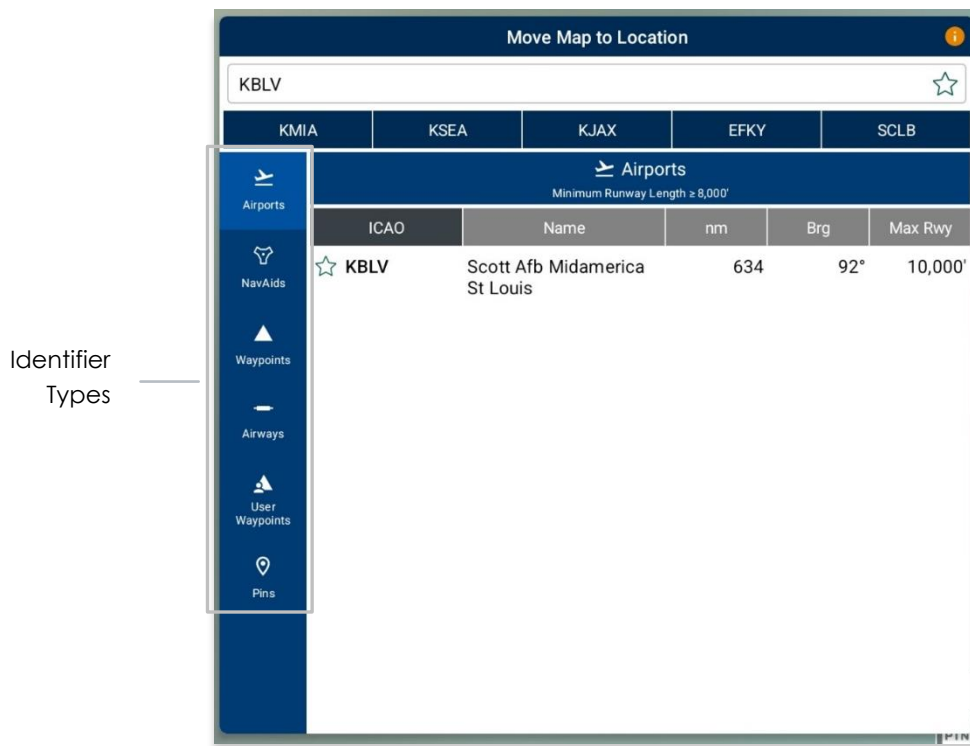 Move Map to Location
KBLV
KMIA KSEA KJAX EFKY SCLB
Airports
Minimum Runway Length ≥ 8,000'
ICAO Name nm Brg Max Rwy
KBLV Scott Afb Midamerica 634 92° 10,000'
St Louis
Identifier
Types
Airports
NavAids
Waypoints
Airways
User
Waypoints
Pins
PIN